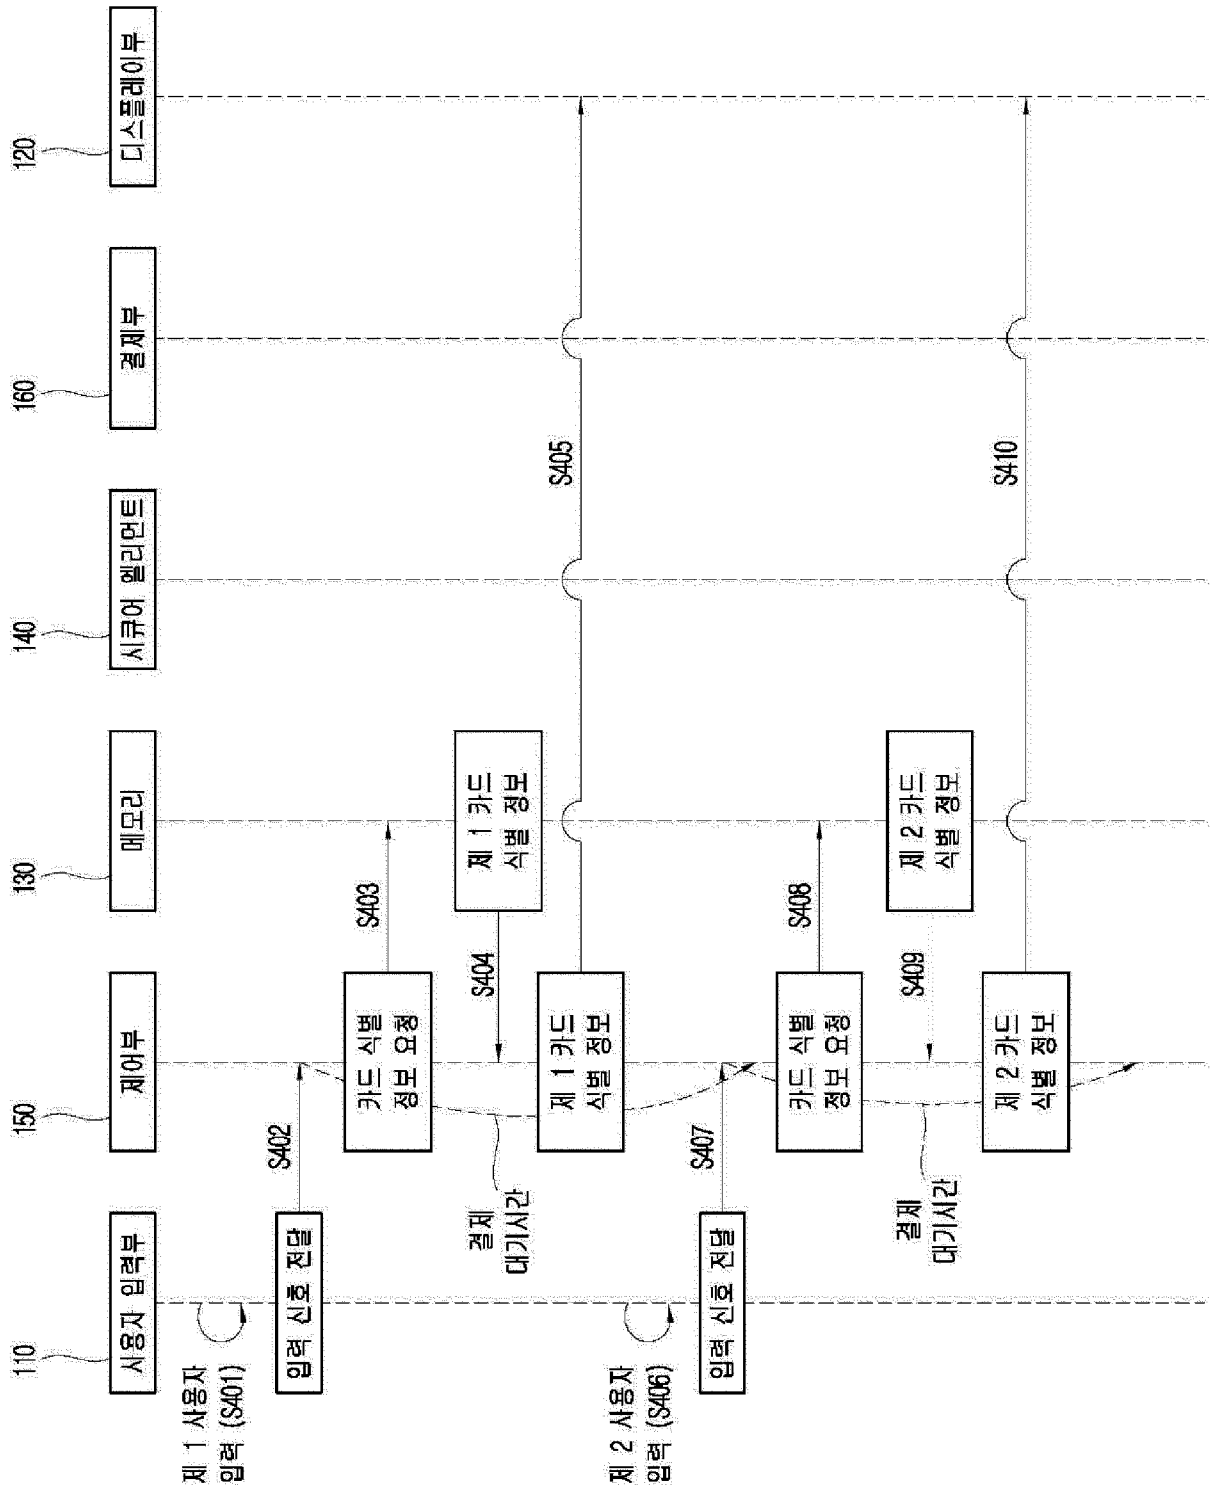 110
사용자 입력부
150
제어부
130
메모리
140
시큐어 엘리먼트
160
결제부
120
디스플레이부
제 1 사용자
입력 (S401)
입력 신호 전달
S402
카드 식별
정보 요청
S403
제 1 카드
식별 정보
S404
결제
대기시간
제 1 카드
식별 정보
S405
제 2 사용자
입력 (S406)
입력 신호 전달
S407
카드 식별
정보 요청
S408
제 2 카드
식별 정보
S409
결제
대기시간
제 2 카드
식별 정보
S410